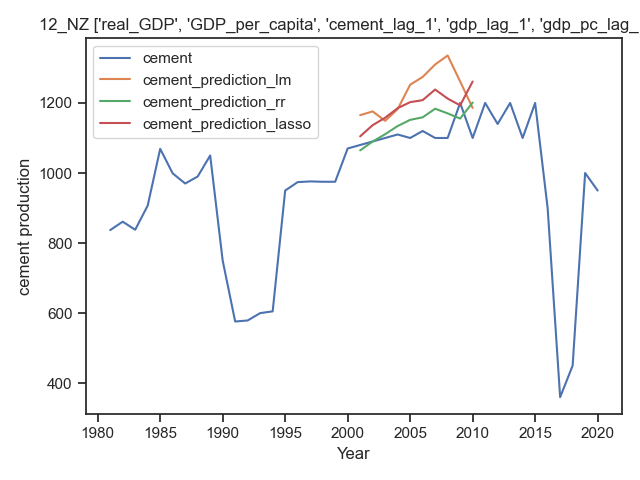 12_NZ ['real_GDP', 'GDP_per_capita', 'cement_lag_1', 'gdp_lag_1', 'gdp_pc_lag_
cement
cement_prediction_lm
cement_prediction_rr
cement_prediction_lasso
cement production
1200
1000
800
600
400
1980 1985 1990 1995 2000 2005 2010 2015 2020
Year